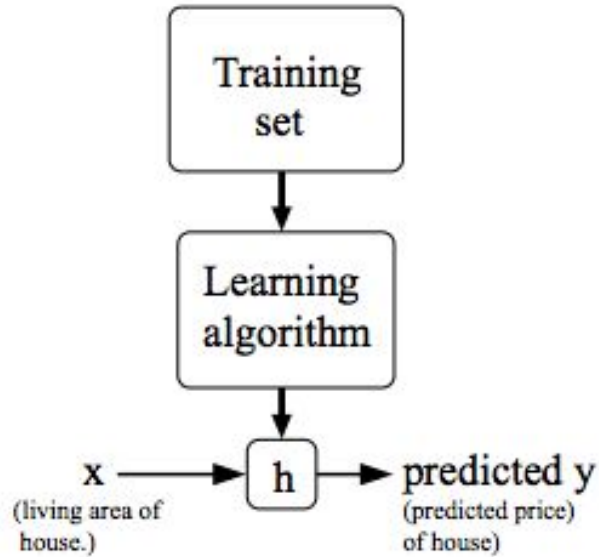 Training
set
Learning
algorithm
x
h
predicted y
(living area of
house.)
(predicted price)
of house)